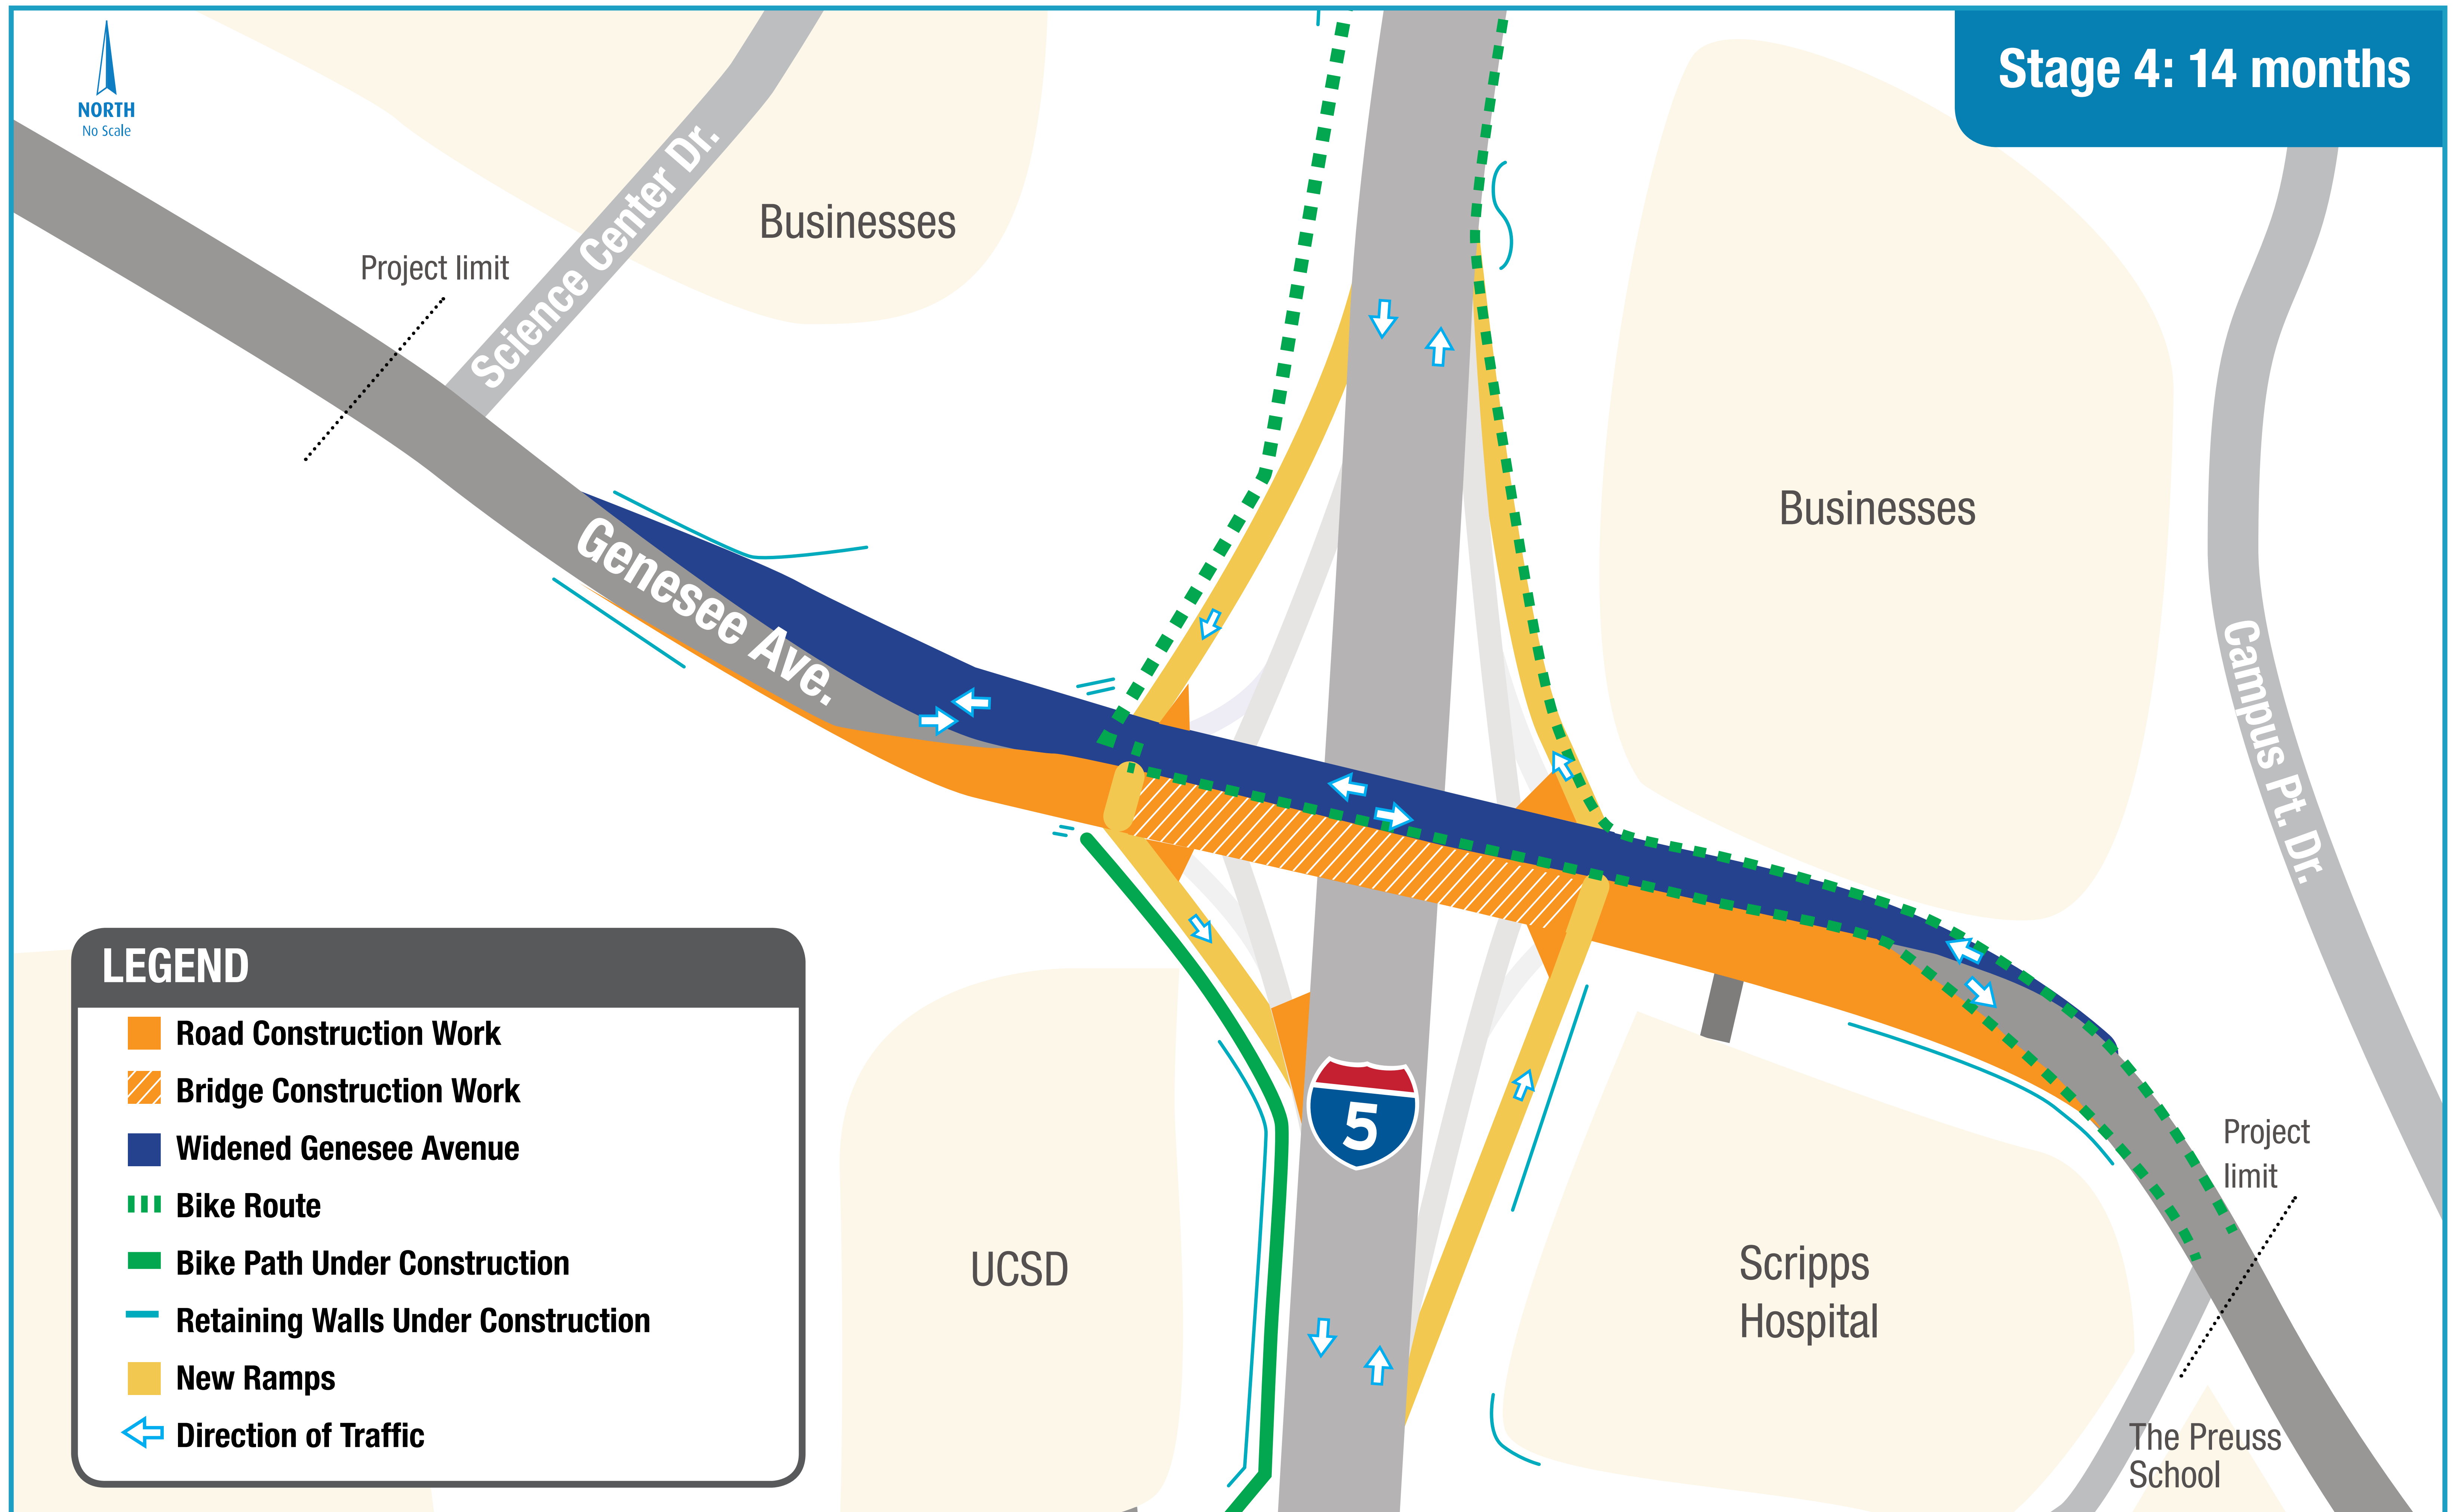 Stage 4: 14 months
NORTH
No Scale
Science Center Dr.
Businesses
Project limit
Businesses
Genesee Ave.
Campus Pt. Dr.
LEGEND
Road Construction Work
Bridge Construction Work
Widened Genesee Avenue
Bike Route
Bike Path Under Construction
Retaining Walls Under Construction
New Ramps
Direction of Traffic
5
UCSD
Scripps
Hospital
Project
limit
The Preuss
School